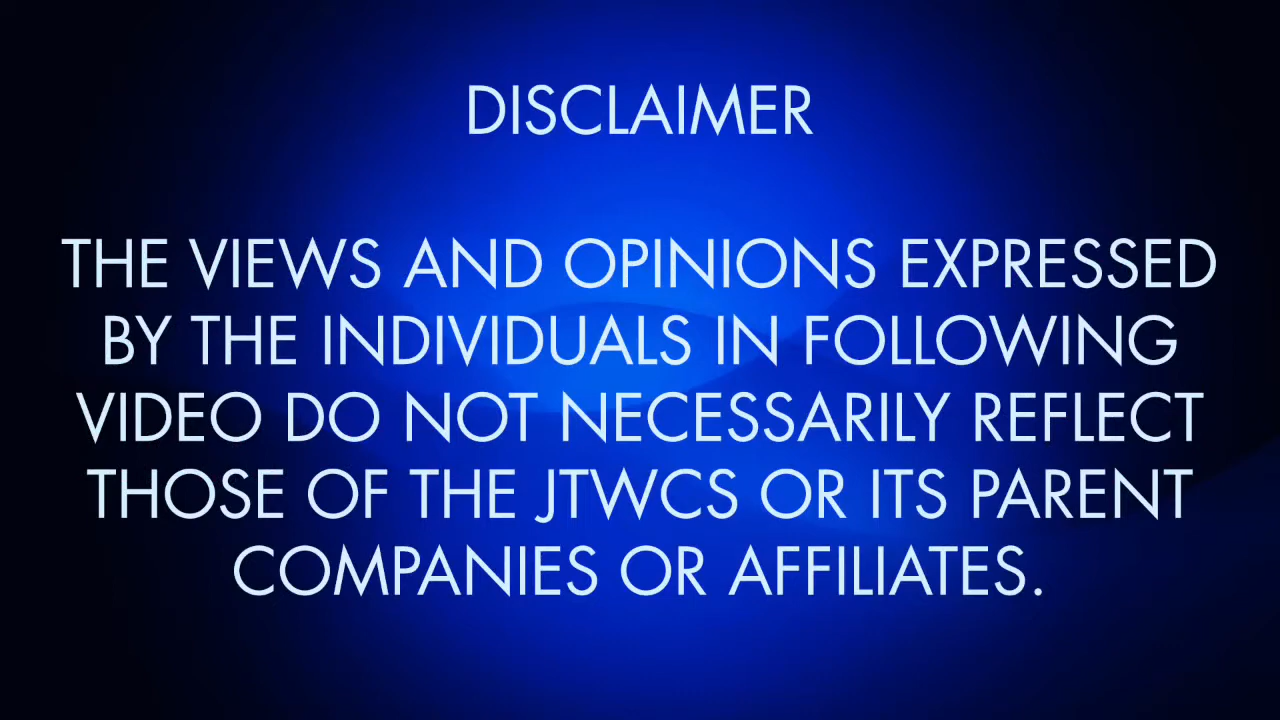 DISCLAIMER
THE VIEWS AND OPINIONS EXPRESSED
BY THE INDIVIDUALS IN FOLLOWING
VIDEO DO NOT NECESSARILY REFLECT
THOSE OF THE JTWCS OR ITS PARENT
COMPANIES OR AFFILIATES.